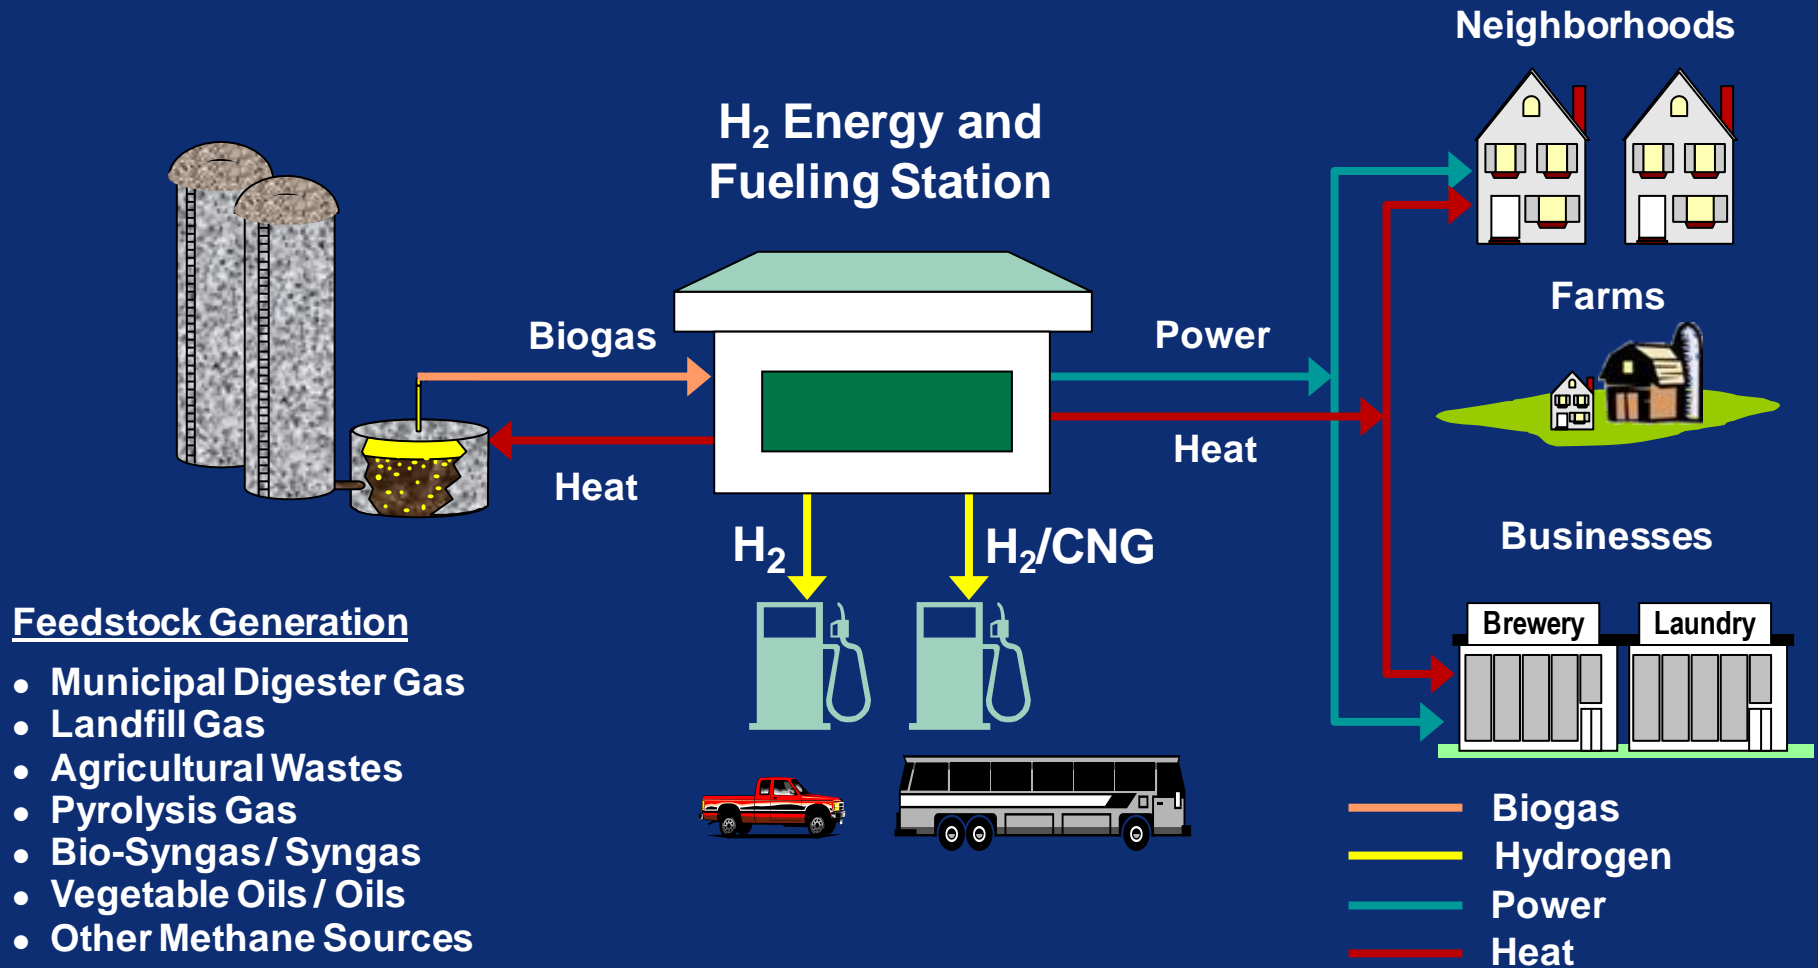 Neighborhoods
H₂ Energy and
Fueling Station
Farms
Biogas
Power
Heat
Heat
H₂
H₂/CNG
Businesses
Brewery
Laundry
Feedstock Generation
• Municipal Digester Gas
• Landfill Gas
• Agricultural Wastes
• Pyrolysis Gas
• Bio-Syngas / Syngas
• Vegetable Oils / Oils
• Other Methane Sources
Biogas
Hydrogen
Power
Heat